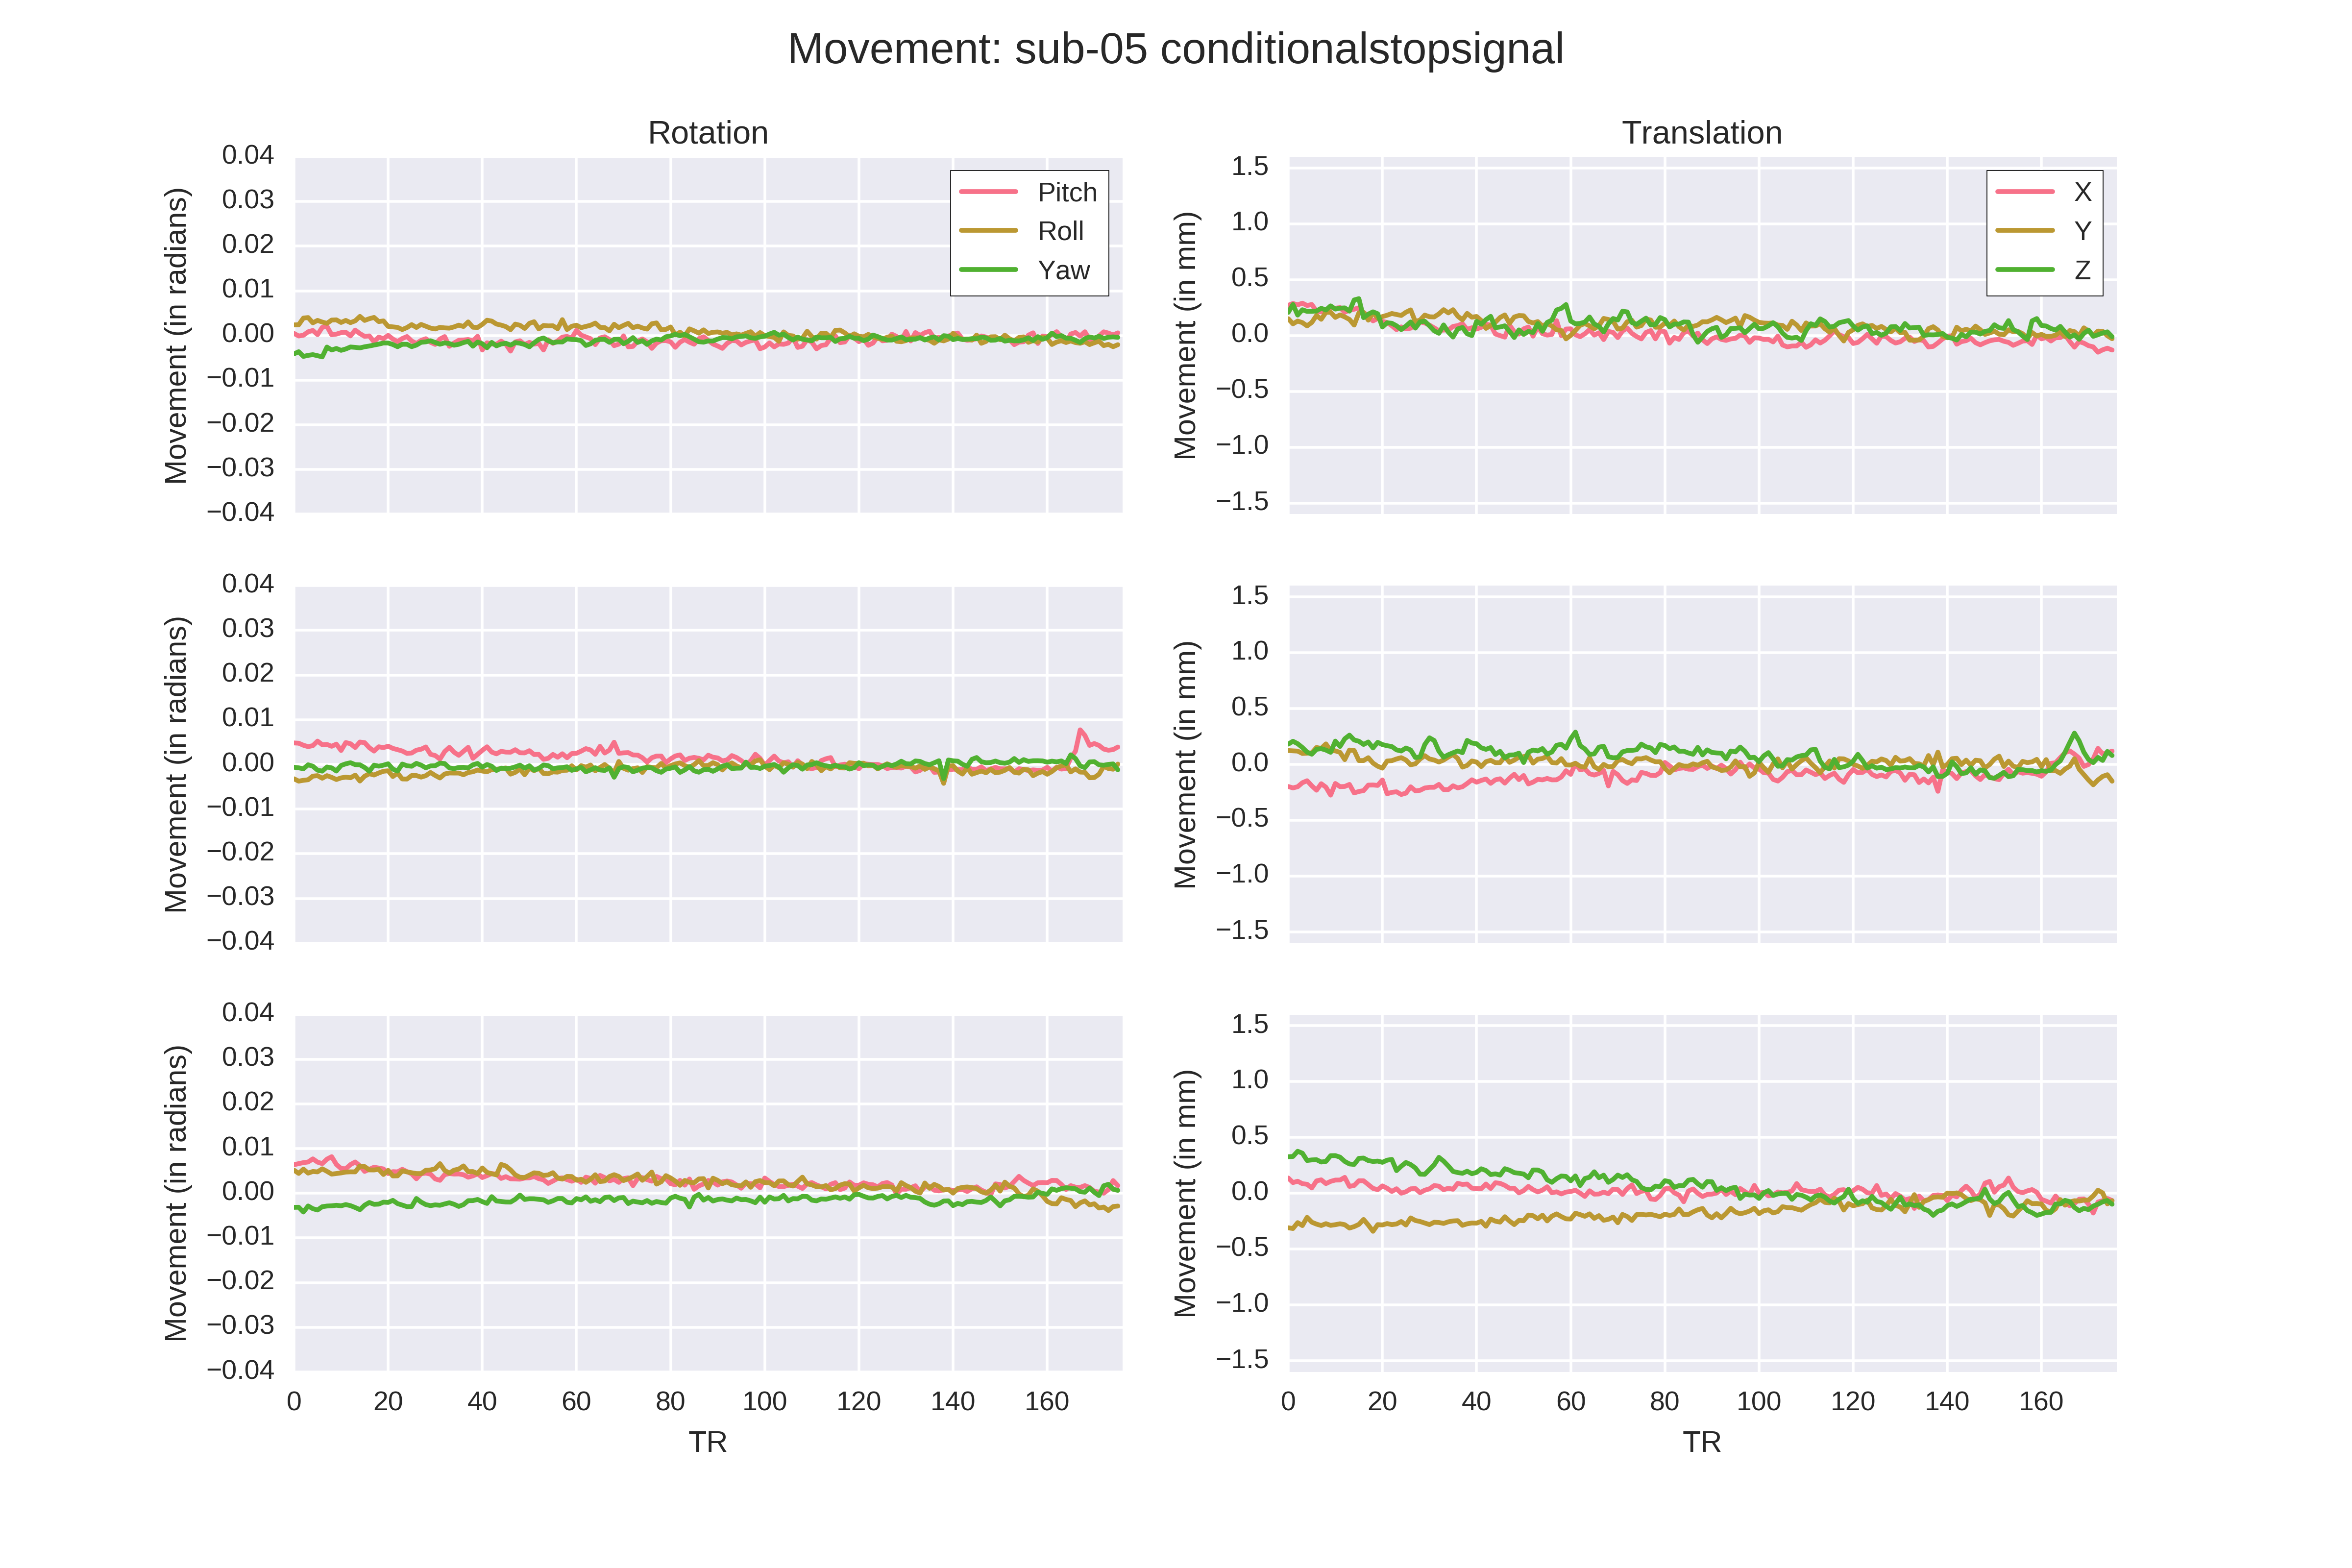 Movement: sub-05 conditionalstopsignal
Rotation
Translation
Movement (in radians)
0.04
0.03
0.02
0.01
0.00
−0.01
−0.02
−0.03
−0.04
Pitch
Roll
Yaw
Movement (in mm)
1.5
1.0
0.5
0.0
−0.5
−1.0
−1.5
X
Y
Z
Movement (in radians)
0.04
0.03
0.02
0.01
0.00
−0.01
−0.02
−0.03
−0.04
Movement (in mm)
1.5
1.0
0.5
0.0
−0.5
−1.0
−1.5
Movement (in radians)
0.04
0.03
0.02
0.01
0.00
−0.01
−0.02
−0.03
−0.04
0 20 40 60 80 100 120 140 160
TR
Movement (in mm)
1.5
1.0
0.5
0.0
−0.5
−1.0
−1.5
0 20 40 60 80 100 120 140 160
TR